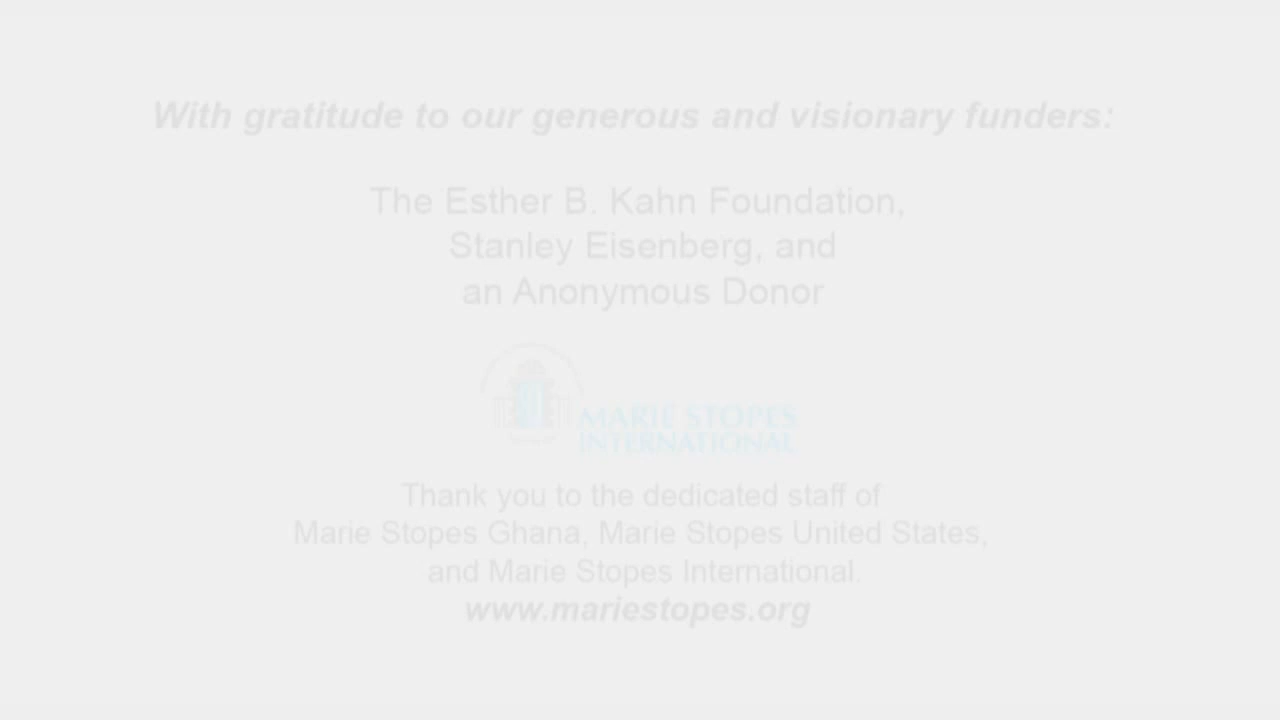 With gratitude to our generous and visionary funders:
The Esther B. Kahn Foundation,
Stanley Eisenberg, and
an Anonymous Donor
MARIE STOPES
INTERNATIONAL
Thank you to the dedicated staff of
Marie Stopes Ghana, Marie Stopes United States,
and Marie Stopes International.
www.mariestopes.org